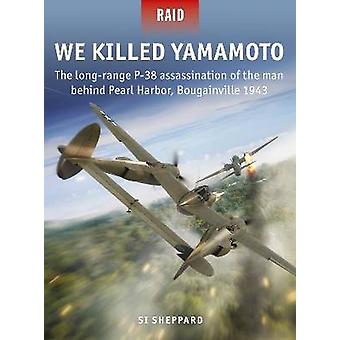 RAID
WE KILLED YAMAMOTO
The long-range P-38 assassination of the man
behind Pearl Harbor, Bougainville 1943
SI SHEPPARD